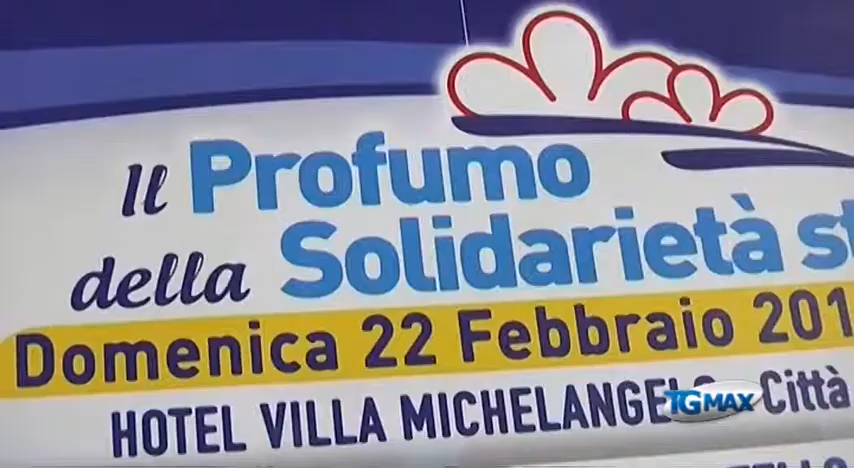 Il Profumo
della Solidarietà
Domenica 22 Febbraio
HOTEL VILLA MICHELANGELO Città
TGMAX